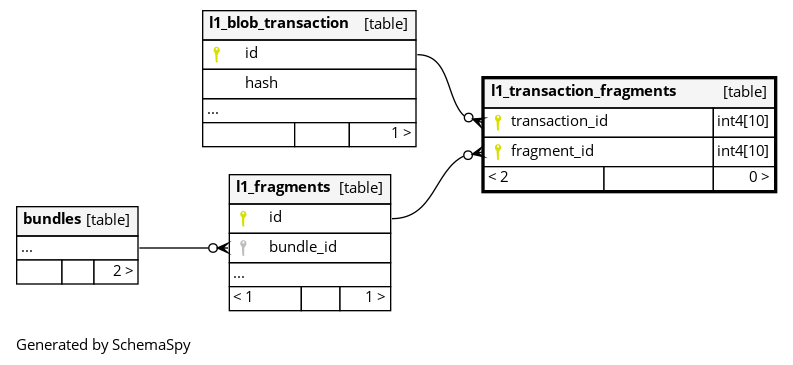 l1_blob_transaction [table]
id
hash
...
1 >
l1_transaction_fragments [table]
transaction_id int4[10]
fragment_id int4[10]
< 2 0 >
l1_fragments [table]
id
bundle_id
...
< 1 1 >
bundles [table]
...
2 >
Generated by SchemaSpy